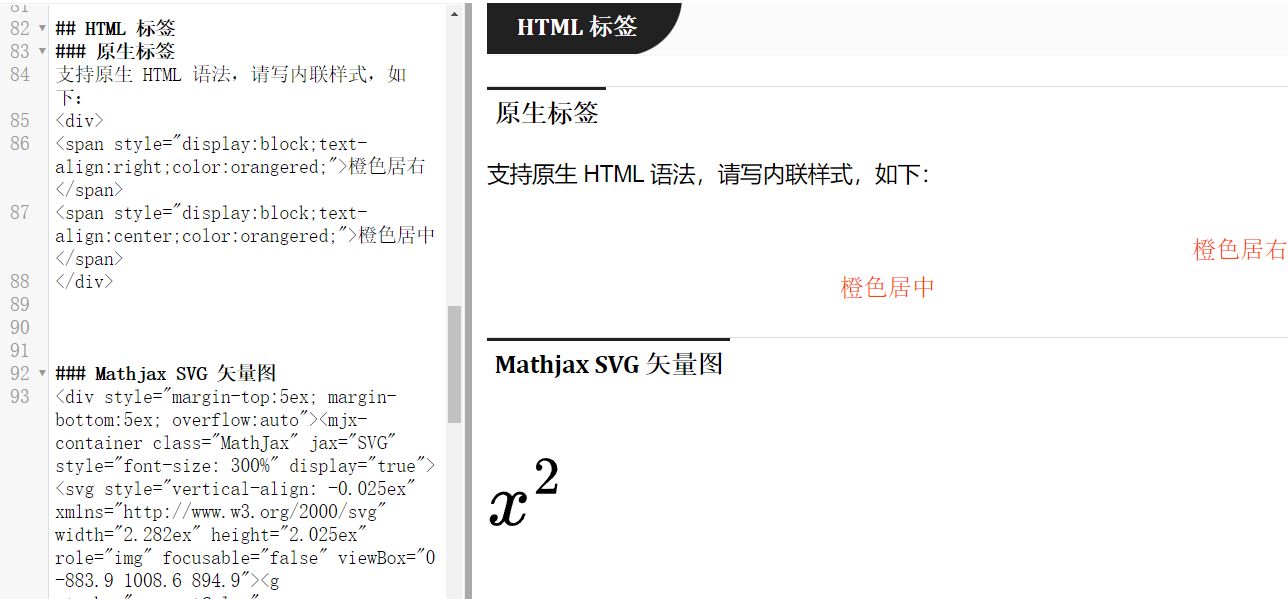 82 ## HTML 标签
83 ### 原生标签
84 支持原生 HTML 语法，请写内联样式，如
下：
85 <div>
86 <span style="display:block;text-
align:right;color:orangered;">橙色居右
</span>
87 <span style="display:block;text-
align:center;color:orangered;">橙色居中
</span>
88 </div>
89
90
91
92 ### Mathjax SVG 矢量图
93 <div style="margin-top:5ex; margin-
bottom:5ex; overflow:auto"><mjx-
container class="MathJax" jax="SVG"
style="font-size: 300%" display="true">
<svg style="vertical-align: -0.025ex"
xmlns="http://www.w3.org/2000/svg"
width="2.282ex" height="2.025ex"
role="img" focusable="false" viewBox="0
-883.9 1008.6 894.9"><g
HTML 标签
原生标签
支持原生 HTML 语法，请写内联样式，如下：
橙色居右
橙色居中
Mathjax SVG 矢量图
x²